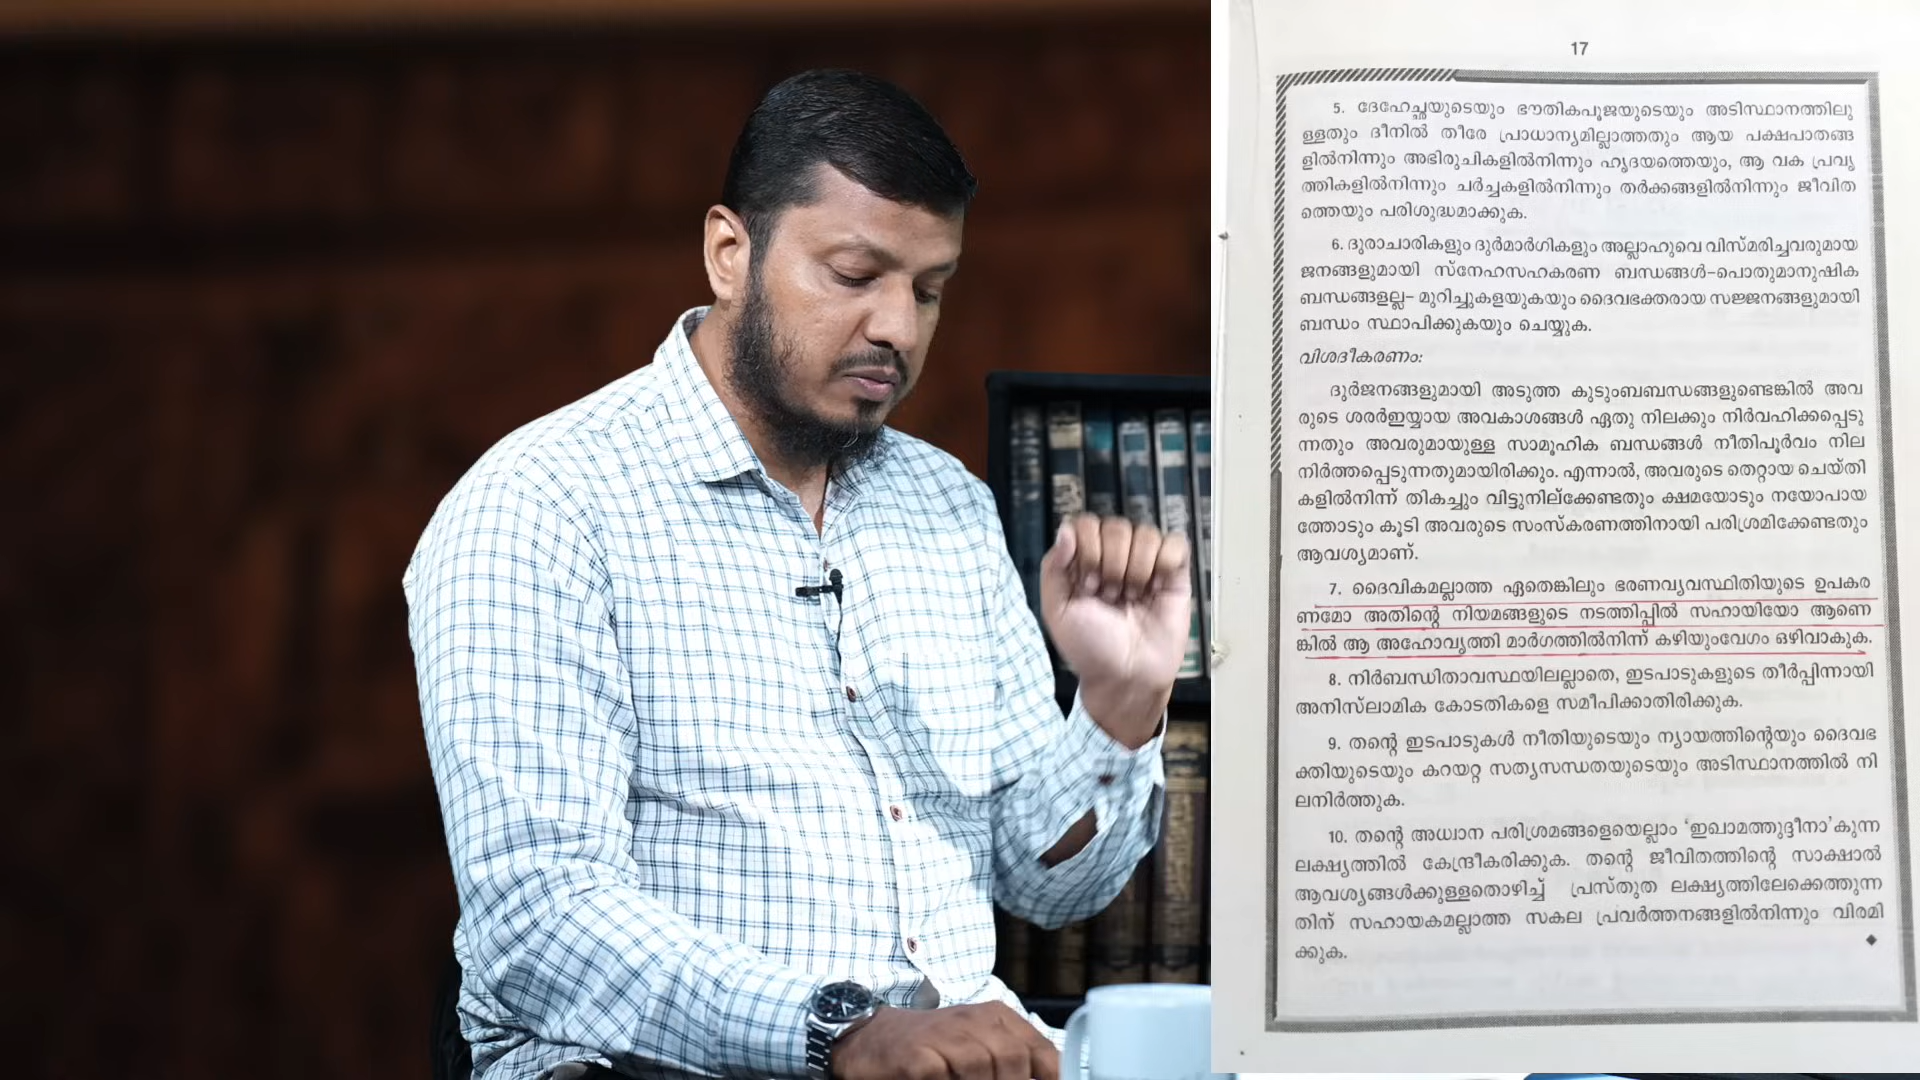 17
5. ദേഹേച്ഛയുടെയും ഭൗതികപൂജയുടെയും അടിസ്ഥാനത്തിലു
ള്ളതും ദീനിൽ തീരേ പ്രാധാന്യമില്ലാത്തതും ആയ പക്ഷപാതങ്ങ
ളിൽനിന്നും അഭിരുചികളിൽനിന്നും ഹൃദയത്തെയും, ആ വക പ്രവൃ
ത്തികളിൽനിന്നും ചർച്ചകളിൽനിന്നും തർക്കങ്ങളിൽനിന്നും ജീവിത
ത്തെയും പരിശുദ്ധമാക്കുക.
6. ദുരാചാരികളും ദുർമാർഗികളും അല്ലാഹുവെ വിസ്മരിച്ചവരുമായ
ജനങ്ങളുമായി സ്നേഹസഹകരണ ബന്ധങ്ങൾ-പൊതുമാനുഷിക
ബന്ധങ്ങളല്ല- മുറിച്ചുകളയുകയും ദൈവഭക്തരായ സജ്ജനങ്ങളുമായി
ബന്ധം സ്ഥാപിക്കുകയും ചെയ്യുക.
വിശദീകരണം:
ദുർജനങ്ങളുമായി അടുത്ത കുടുംബബന്ധങ്ങളുണ്ടെങ്കിൽ അവ
രുടെ ശരർഇയ്യായ അവകാശങ്ങൾ ഏതു നിലക്കും നിർവഹിക്കപ്പെടു
ന്നതും അവരുമായുള്ള സാമൂഹിക ബന്ധങ്ങൾ നീതിപൂർവം നില
നിർത്തപ്പെടുന്നതുമായിരിക്കും. എന്നാൽ, അവരുടെ തെറ്റായ ചെയ്തി
കളിൽനിന്ന് തികച്ചും വിട്ടുനില്ക്കേണ്ടതും ക്ഷമയോടും നയോപായ
ത്തോടും കൂടി അവരുടെ സംസ്കരണത്തിനായി പരിശ്രമിക്കേണ്ടതും
ആവശ്യമാണ്.
7. ദൈവികമല്ലാത്ത ഏതെങ്കിലും ഭരണവ്യവസ്ഥിതിയുടെ ഉപകര
ണമോ അതിന്റെ നിയമങ്ങളുടെ നടത്തിപ്പിൽ സഹായിയോ ആണെ
ങ്കിൽ ആ അഹോവൃത്തി മാർഗത്തിൽനിന്ന് കഴിയുംവേഗം ഒഴിവാകുക.
8. നിർബന്ധിതാവസ്ഥയിലല്ലാതെ, ഇടപാടുകളുടെ തീർപ്പിന്നായി
അനിസ്ലാമിക കോടതികളെ സമീപിക്കാതിരിക്കുക.
9. തന്റെ ഇടപാടുകൾ നീതിയുടെയും ന്യായത്തിന്റെയും ദൈവഭ
ക്തിയുടെയും കറയറ്റ സത്യസന്ധതയുടെയും അടിസ്ഥാനത്തിൽ നി
ലനിർത്തുക.
10. തന്റെ അധ്വാന പരിശ്രമങ്ങളെയെല്ലാം 'ഇഖാമത്തുദ്ദീനാ'കുന്ന
ലക്ഷ്യത്തിൽ കേന്ദ്രീകരിക്കുക. തന്റെ ജീവിതത്തിന്റെ സാക്ഷാൽ
ആവശ്യങ്ങൾക്കുള്ളതൊഴിച്ച് പ്രസ്തുത ലക്ഷ്യത്തിലേക്കെത്തുന്ന
തിന് സഹായകമല്ലാത്ത സകല പ്രവർത്തനങ്ങളിൽനിന്നും വിരമി
ക്കുക.